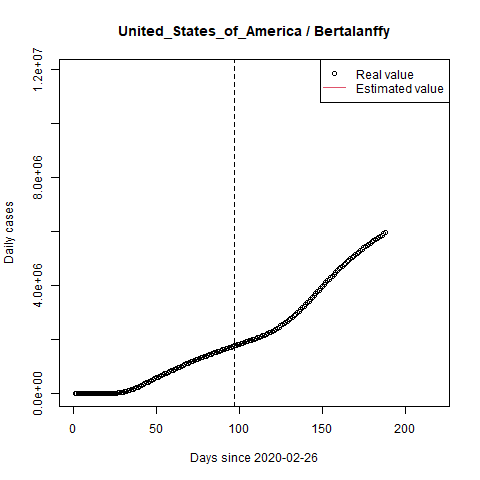 United_States_of_America / Bertalanffy
Real value
Estimated value
1.2e+07
8.0e+06
4.0e+06
0.0e+00
Daily cases
0 50 100 150 200
Days since 2020-02-26